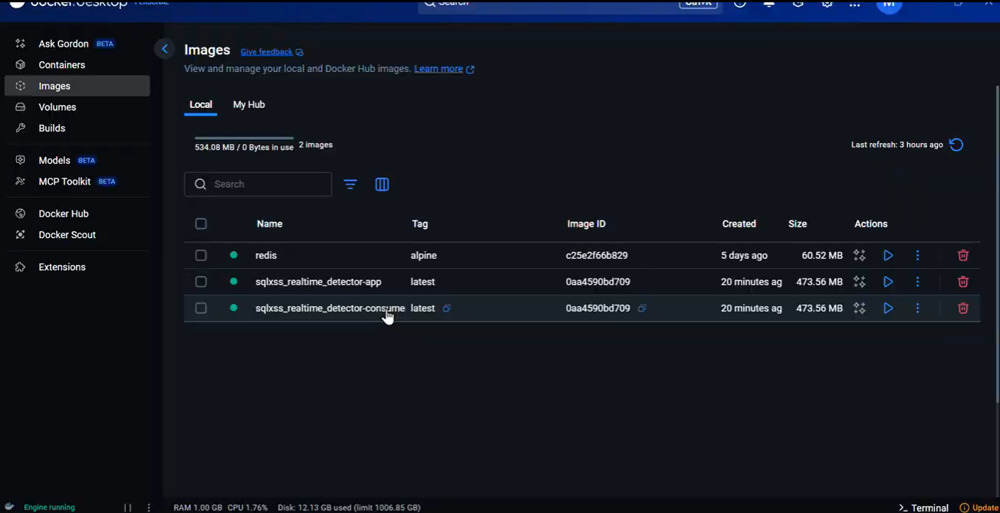 docker.desktop PERSONAL Search Ctrl+K M
Ask Gordon BETA
Containers
Images
Volumes
Builds
Models BETA
MCP Toolkit BETA
Docker Hub
Docker Scout
Extensions
Images Give feedback
View and manage your local and Docker Hub images. Learn more
Local My Hub
534.08 MB / 0 Bytes in use 2 images Last refresh: 3 hours ago
Search
Name Tag Image ID Created Size Actions
redis alpine c25e2f66b829 5 days ago 60.52 MB
sqlxss_realtime_detector-app latest 0aa4590bd709 20 minutes ag 473.56 MB
sqlxss_realtime_detector-consume latest 0aa4590bd709 20 minutes ag 473.56 MB
Engine running RAM 1.00 GB CPU 1.76% Disk: 12.13 GB used (limit 1006.85 GB) >_ Terminal Update